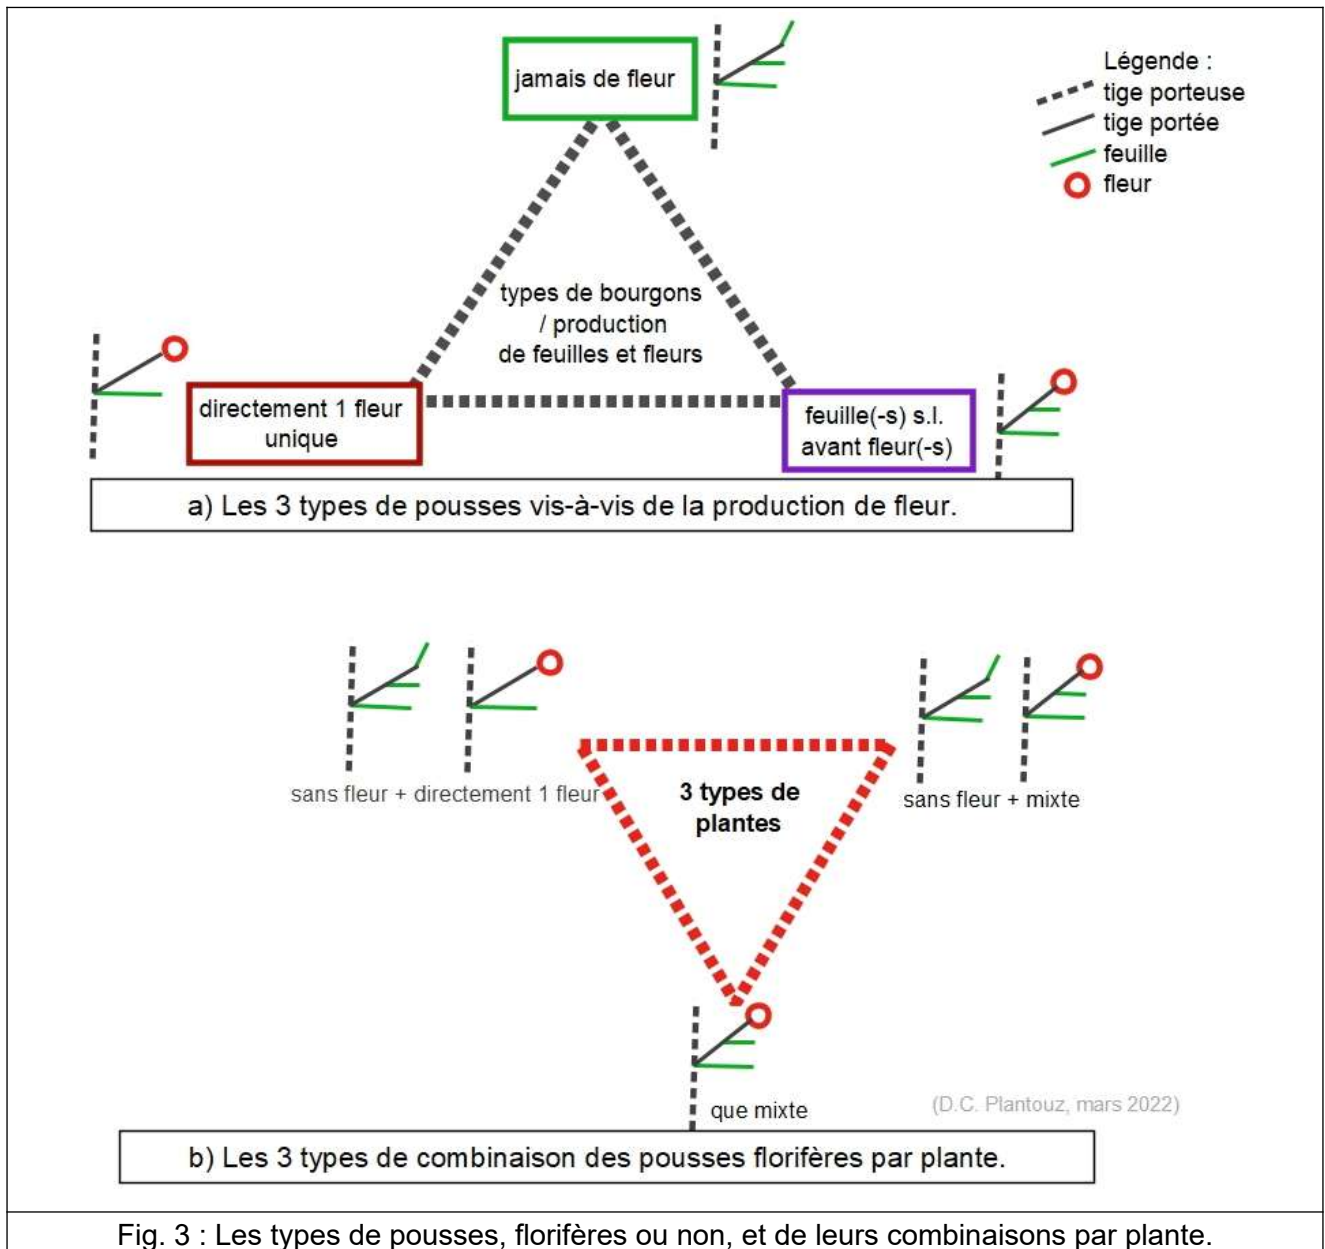 jamais de fleur
Légende :
tige porteuse
tige portée
feuille
fleur
types de bourgons
/ production
de feuilles et fleurs
directement 1 fleur
unique
feuille(-s) s.l.
avant fleur(-s)
a) Les 3 types de pousses vis-à-vis de la production de fleur.
sans fleur + directement 1 fleur
3 types de
plantes
sans fleur + mixte
que mixte
(D.C. Plantouz, mars 2022)
b) Les 3 types de combinaison des pousses florifères par plante.
Fig. 3 : Les types de pousses, florifères ou non, et de leurs combinaisons par plante.